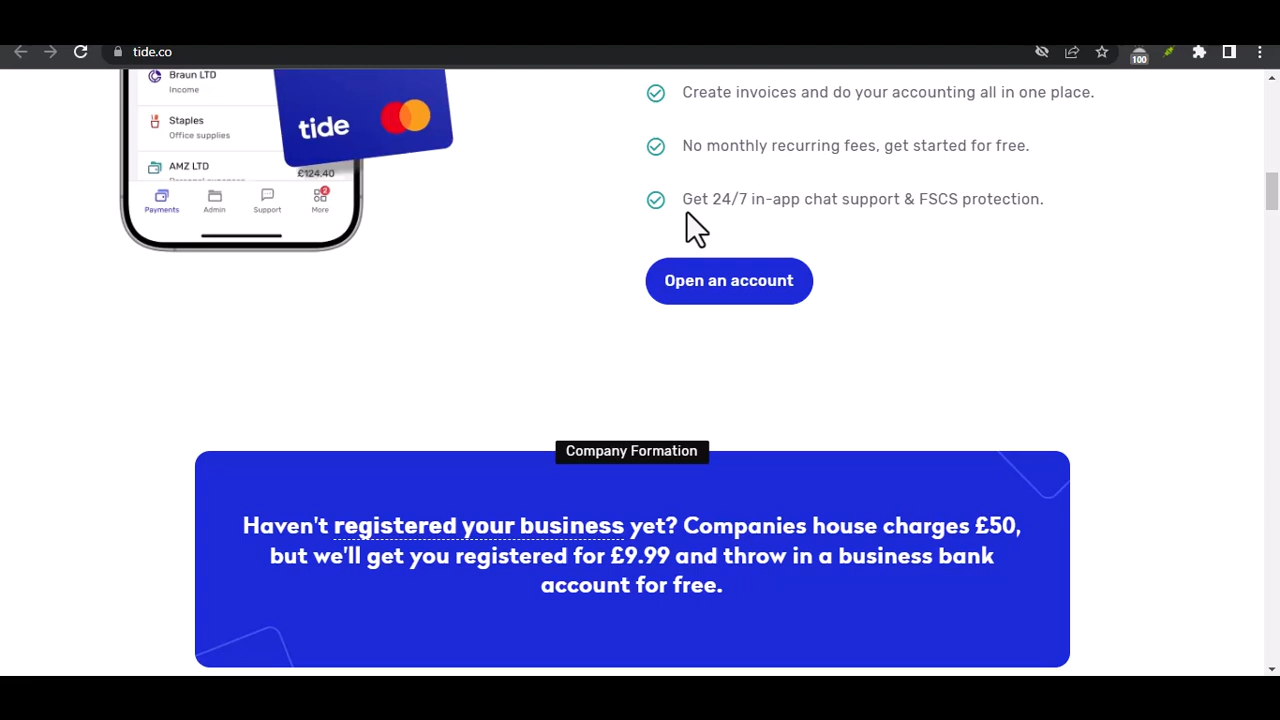 tide.co
100
Braun LTD
Income
Staples
Office supplies
AMZ LTD
£124.40
Payments
Admin
Support
2
More
tide
Create invoices and do your accounting all in one place.
No monthly recurring fees, get started for free.
Get 24/7 in-app chat support & FSCS protection.
Open an account
Company Formation
Haven't registered your business yet? Companies house charges £50,
but we'll get you registered for £9.99 and throw in a business bank
account for free.